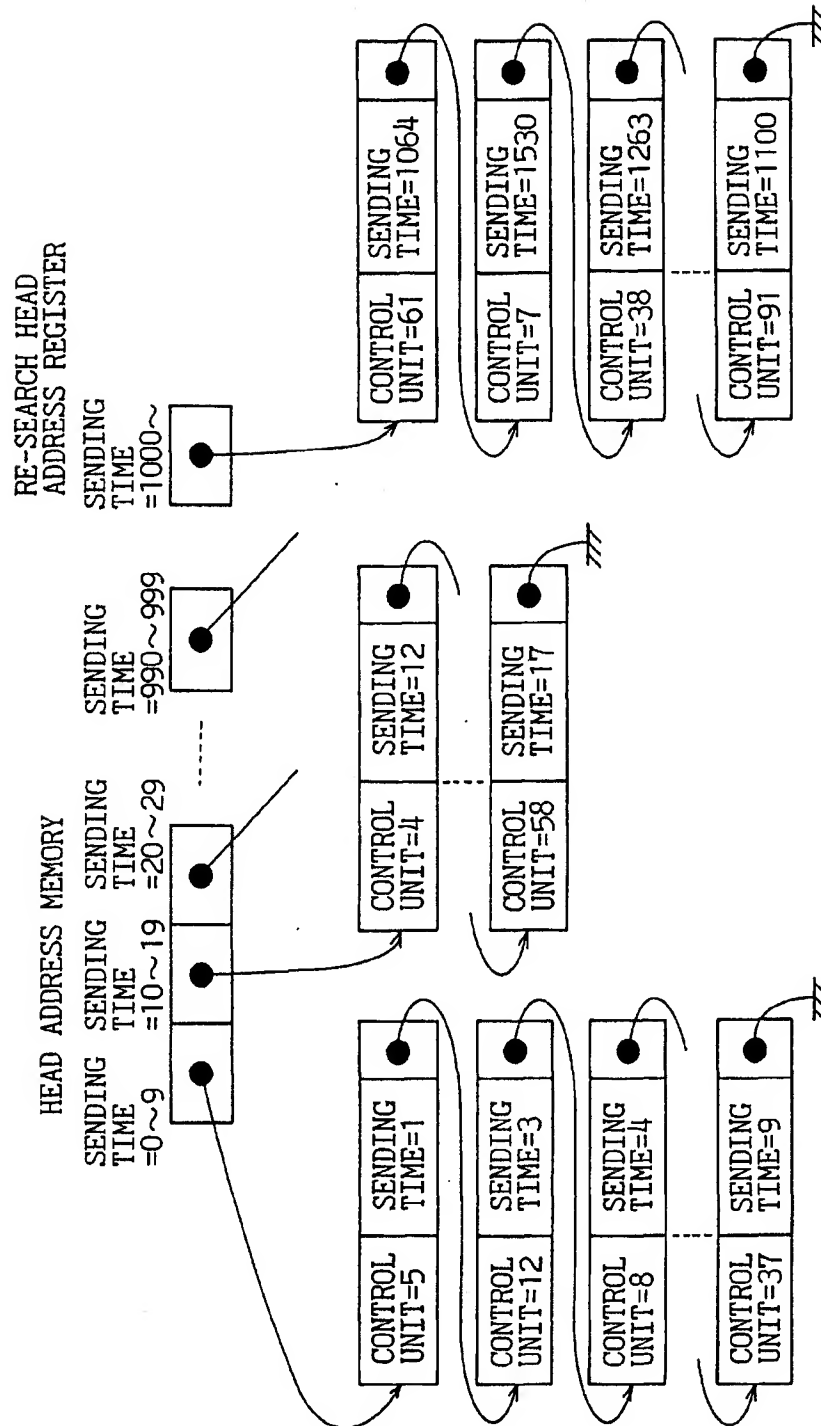 HEAD ADDRESS MEMORY
SENDING
TIME
=0~9
SENDING
TIME
=10~19
SENDING
TIME
=20~29
SENDING
TIME
=990~999
RE-SEARCH HEAD
ADDRESS REGISTER
SENDING
TIME
=1000~
CONTROL
UNIT=5
SENDING
TIME=1
CONTROL
UNIT=12
SENDING
TIME=3
CONTROL
UNIT=8
SENDING
TIME=4
CONTROL
UNIT=37
SENDING
TIME=9
CONTROL
UNIT=4
SENDING
TIME=12
CONTROL
UNIT=58
SENDING
TIME=17
CONTROL
UNIT=61
SENDING
TIME=1064
CONTROL
UNIT=7
SENDING
TIME=1530
CONTROL
UNIT=38
SENDING
TIME=1263
CONTROL
UNIT=91
SENDING
TIME=1100